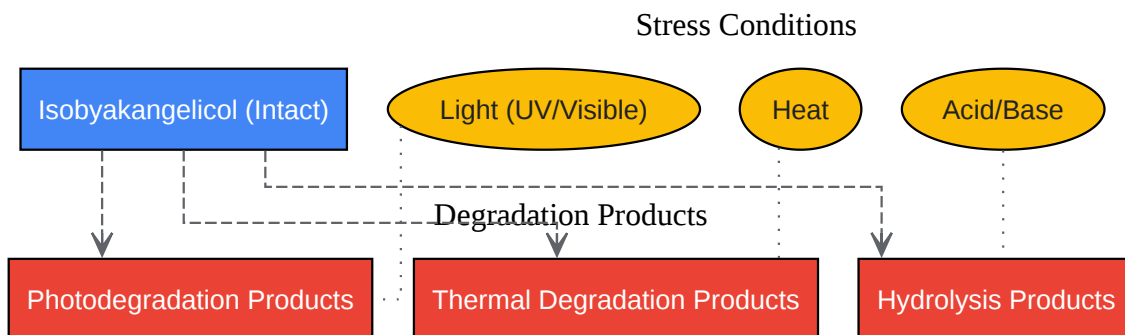 Stress Conditions
Isobyakangelicol (Intact)
Light (UV/Visible)
Heat
Acid/Base
Degradation Products
Photodegradation Products
Thermal Degradation Products
Hydrolysis Products